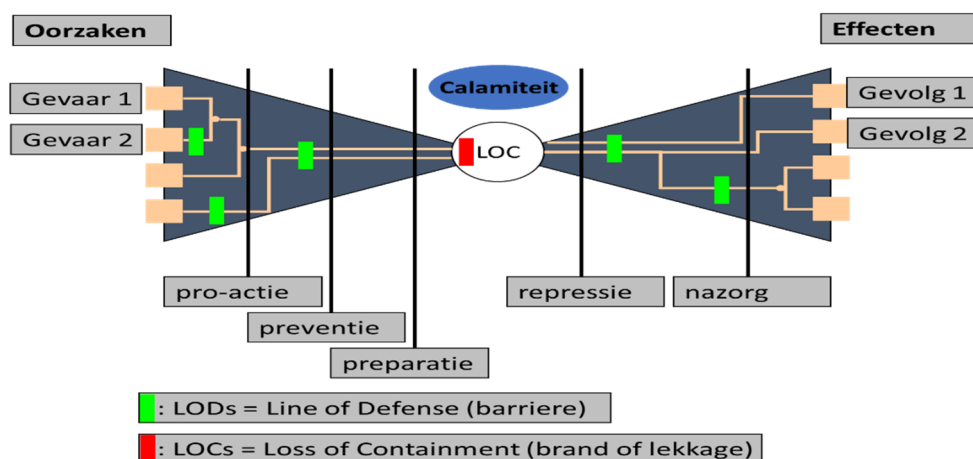 Oorzaken
Effecten
Calamiteit
Gevaar 1
Gevolg 1
Gevaar 2
Gevolg 2
LOC
pro-actie
repressie
nazorg
preventie
preparatie
: LODs = Line of Defense (barriere)
: LOCs = Loss of Containment (brand of lekkage)